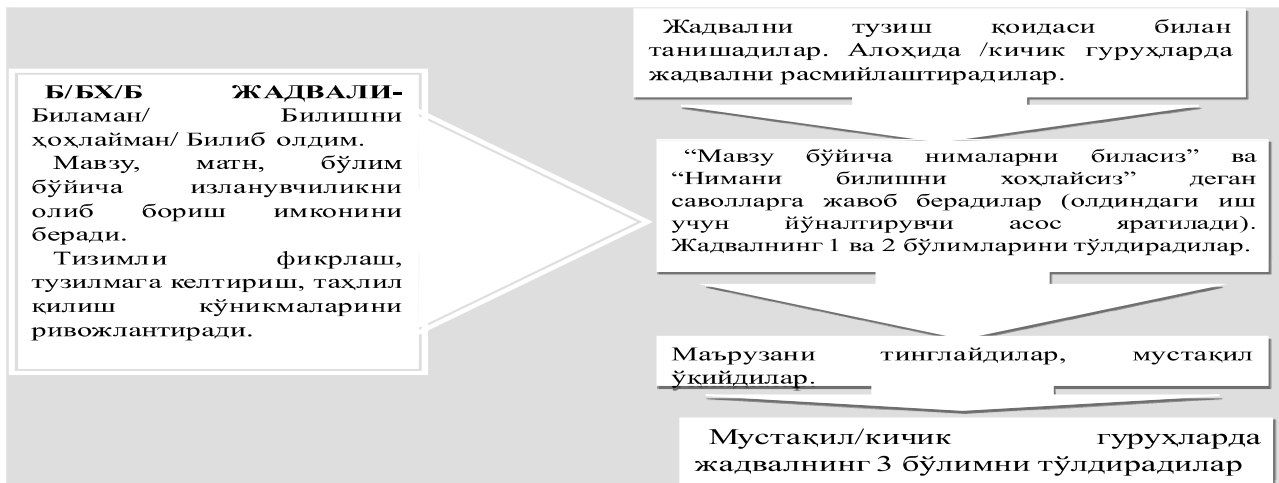 Б/БХ/Б ЖАДВАЛИ-
Биламан/ Билишни
ҳоҳлайман/ Билиб олдим.
Мавзу, матн, бўлим
бўйича изланувчиликни
олиб бориш имконини
беради.
Тизимли фикрлаш,
тузилмага келтириш, таҳлил
қилиш кўникмаларини
ривожлантиради.
Жадвални тузиш қоидаси билан
танишадилар. Алоҳида /кичик гуруҳларда
жадвални расмийлаштирадилар.
“Мавзу бўйича нималарни биласиз” ва
“Нимани билишни хоҳлайсиз” деган
саволларга жавоб берадилар (олдиндаги иш
учун йўналтирувчи асос яратилади).
Жадвалнинг 1 ва 2 бўлимларини тўлдирадилар.
Маърузани тинглайдилар, мустақил
ўқийдилар.
Мустақил/кичик гуруҳларда
жадвалнинг 3 бўлимни тўлдирадилар